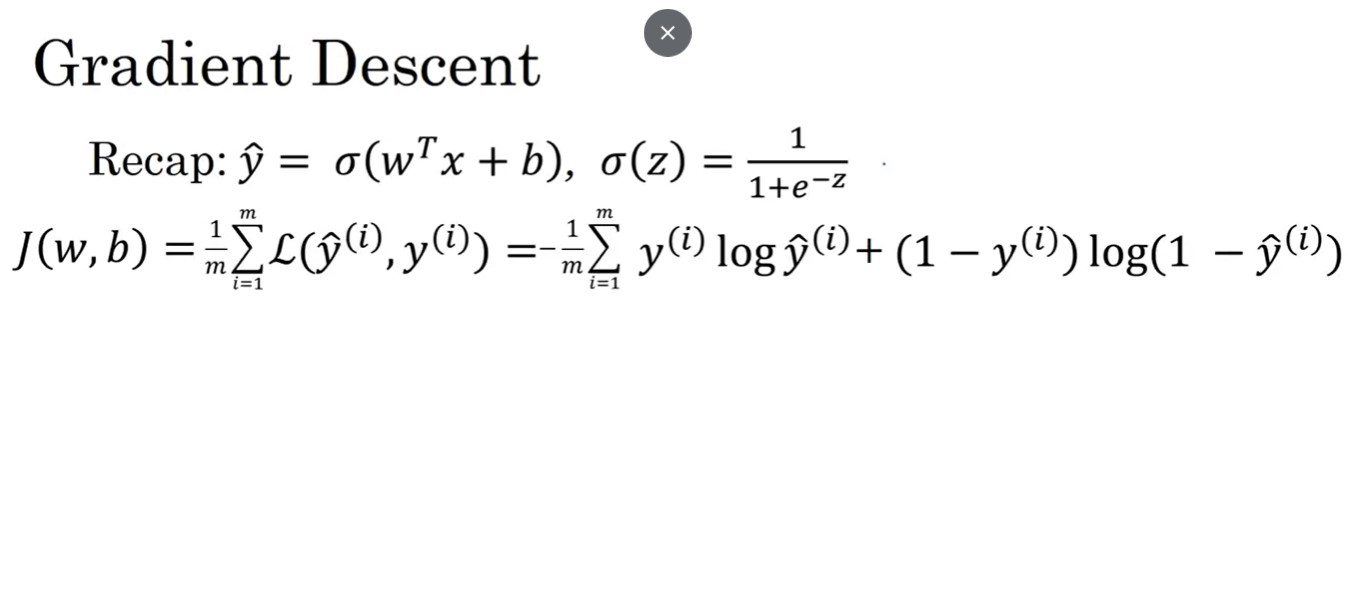 Gradient Descent
Recap: ŷ = σ(wᵀx + b), σ(z) = 1/(1+e⁻ᶻ)
J(w, b) = 1/m ∑ᵢ₌₁ᵐ ℒ(ŷ⁽ⁱ⁾, y⁽ⁱ⁾) = −1/m ∑ᵢ₌₁ᵐ y⁽ⁱ⁾ log ŷ⁽ⁱ⁾ + (1 − y⁽ⁱ⁾) log(1 − ŷ⁽ⁱ⁾)